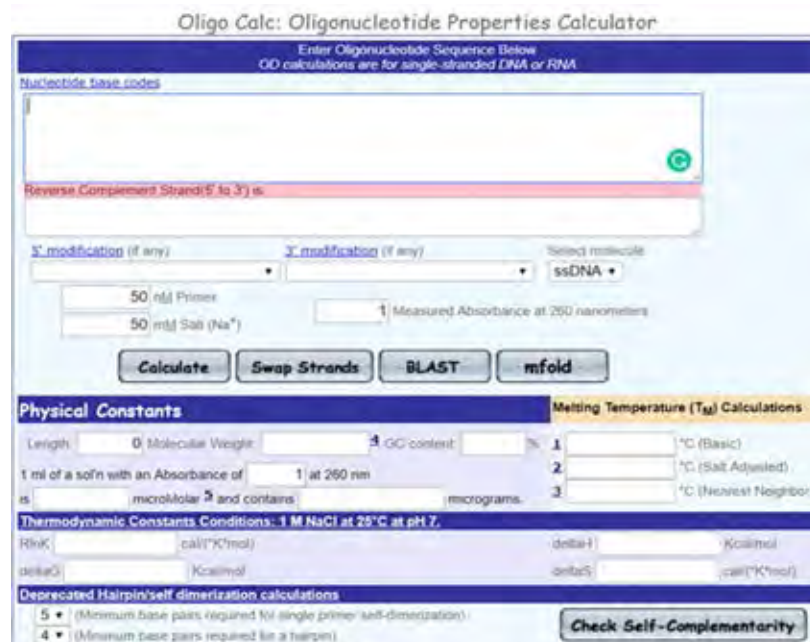 Oligo Calc: Oligonucleotide Properties Calculator
Enter Oligonucleotide Sequence Below
OD calculations are for single-stranded DNA or RNA
Nucleotide base codes
Reverse Complement Strand(5' to 3') is:
5' modification (if any) 3' modification (if any) Select molecule
ssDNA
50 nM Primer
1 Measured Absorbance at 260 nanometers
50 mM Salt (Na+)
Calculate Swap Strands BLAST mfold
Physical Constants Melting Temperature (TM) Calculations
Length: 0 Molecular Weight: 4 GC content: % 1 °C (Basic)
2 °C (Salt Adjusted)
1 ml of a sol'n with an Absorbance of 1 at 260 nm
is microMolar 5 and contains micrograms. 3 °C (Nearest Neighbor
Thermodynamic Constants Conditions: 1 M NaCl at 25°C at pH 7.
RlnK cal/(°K*mol) deltaH Kcal/mol
deltaG Kcal/mol deltaS cal/(°K*mol)
Deprecated Hairpin/self dimerization calculations
5 (Minimum base pairs required for single primer self-dimerization)
4 (Minimum base pairs required for a hairpin)
Check Self-Complementarity